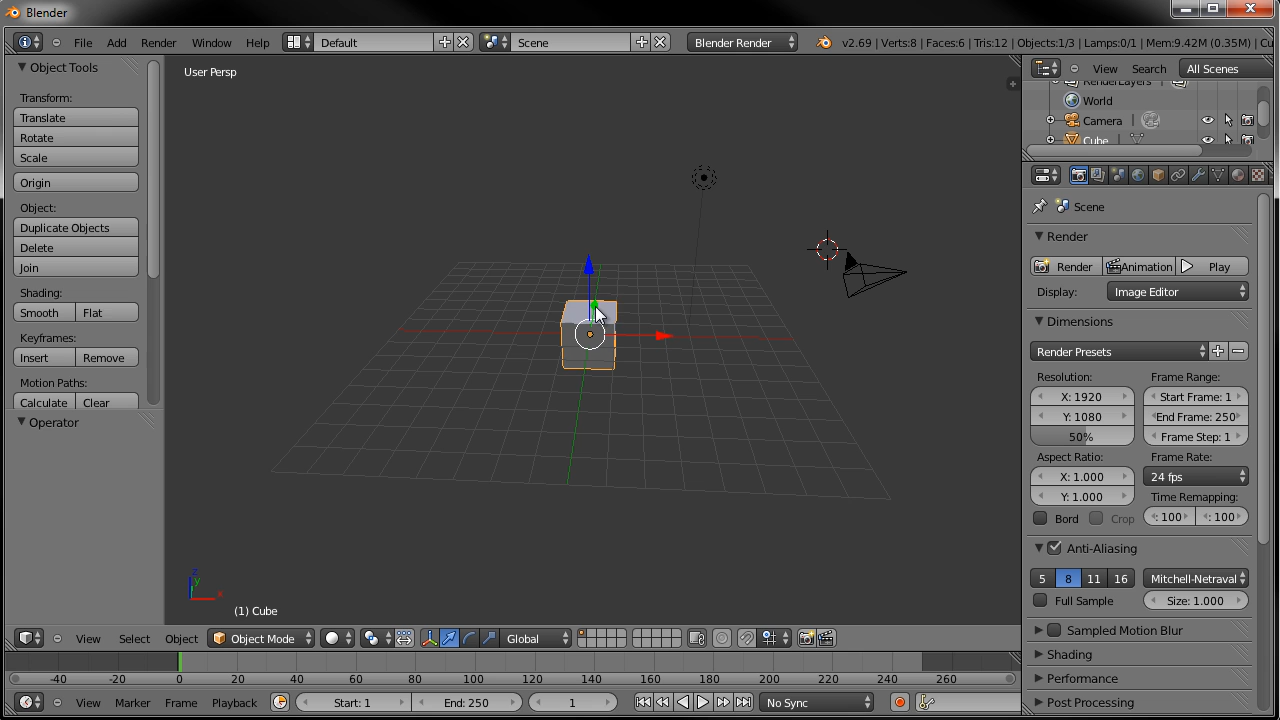 Blender
File Add Render Window Help Default Scene Blender Render v2.69 | Verts:8 | Faces:6 | Tris:12 | Objects:1/3 | Lamps:0/1 | Mem:9.42M (0.35M) | Cu
Object Tools
Transform:
Translate
Rotate
Scale
Origin
Object:
Duplicate Objects
Delete
Join
Shading:
Smooth Flat
Keyframes:
Insert Remove
Motion Paths:
Calculate Clear
Operator
User Persp
z
y
x
(1) Cube
View Select Object Object Mode Global
-40 -20 0 20 40 60 80 100 120 140 160 180 200 220 240 260
View Marker Frame Playback Start: 1 End: 250 1 No Sync
View Search All Scenes
RenderLayers
World
Camera
Cube
Scene
Render
Render Animation Play
Display: Image Editor
Dimensions
Render Presets
Resolution: Frame Range:
X: 1920 Start Frame: 1
Y: 1080 End Frame: 250
50% Frame Step: 1
Aspect Ratio: Frame Rate:
X: 1.000 24 fps
Y: 1.000 Time Remapping:
Bord Crop : 100 : 100
Anti-Aliasing
5 8 11 16 Mitchell-Netraval
Full Sample Size: 1.000
Sampled Motion Blur
Shading
Performance
Post Processing